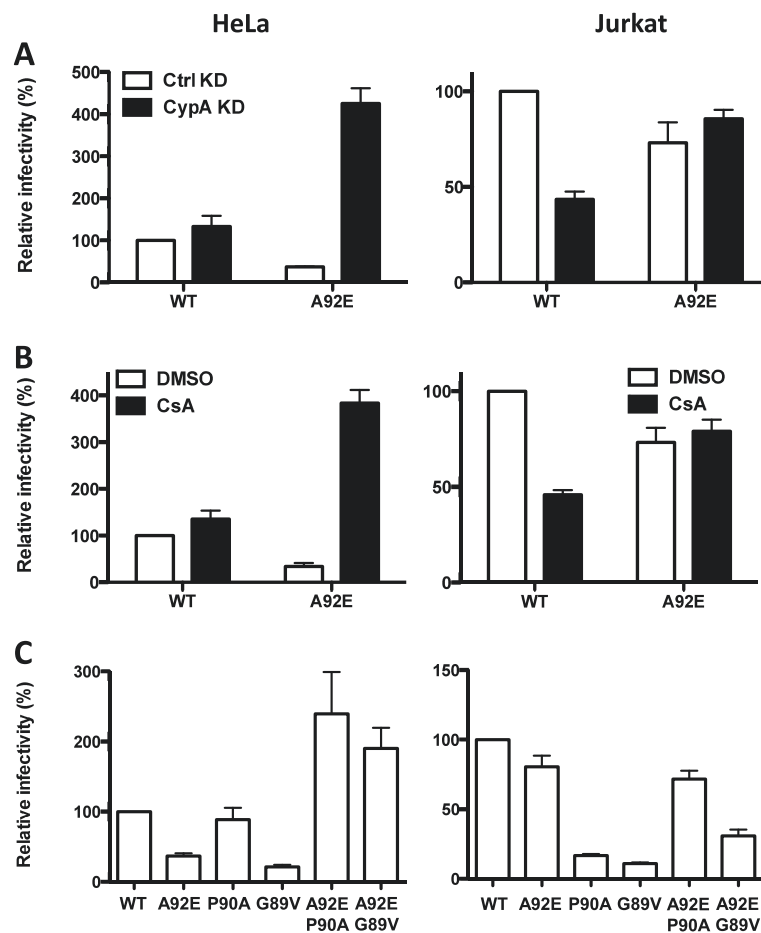 HeLa
Jurkat
A
Relative infectivity (%)
500
400
300
200
100
0
Ctrl KD
CypA KD
WT
A92E
100
50
0
WT
A92E
B
Relative infectivity (%)
400
300
200
100
0
DMSO
CsA
WT
A92E
100
50
0
DMSO
CsA
WT
A92E
C
Relative infectivity (%)
300
200
100
0
WT A92E P90A G89V A92E A92E
P90A G89V
150
100
50
0
WT A92E P90A G89V A92E A92E
P90A G89V